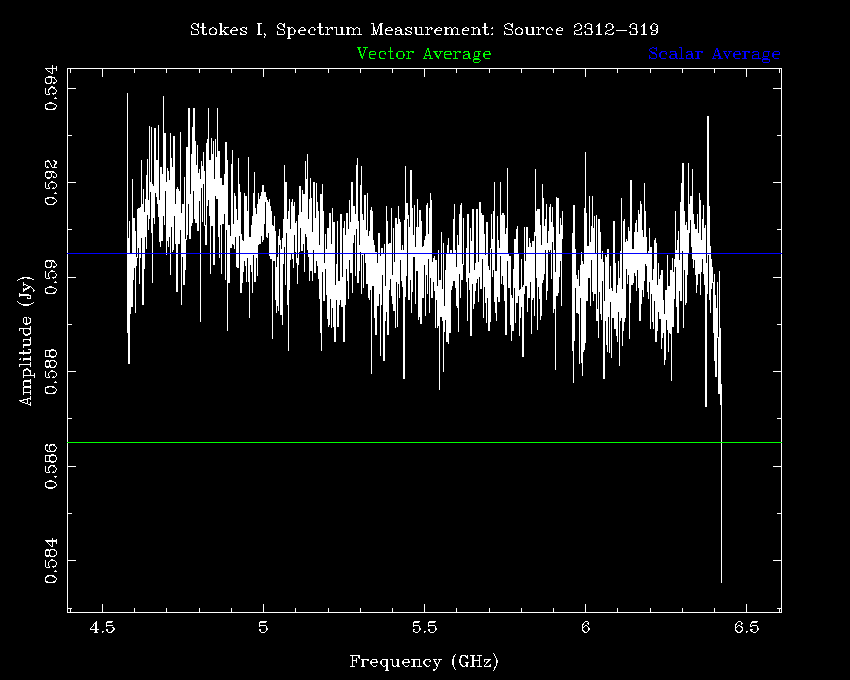 Stokes I, Spectrum Measurement: Source 2312−319
Vector Average
Scalar Average
0.594
0.592
0.59
0.588
0.586
0.584
Amplitude (Jy)
4.5 5 5.5 6 6.5
Frequency (GHz)